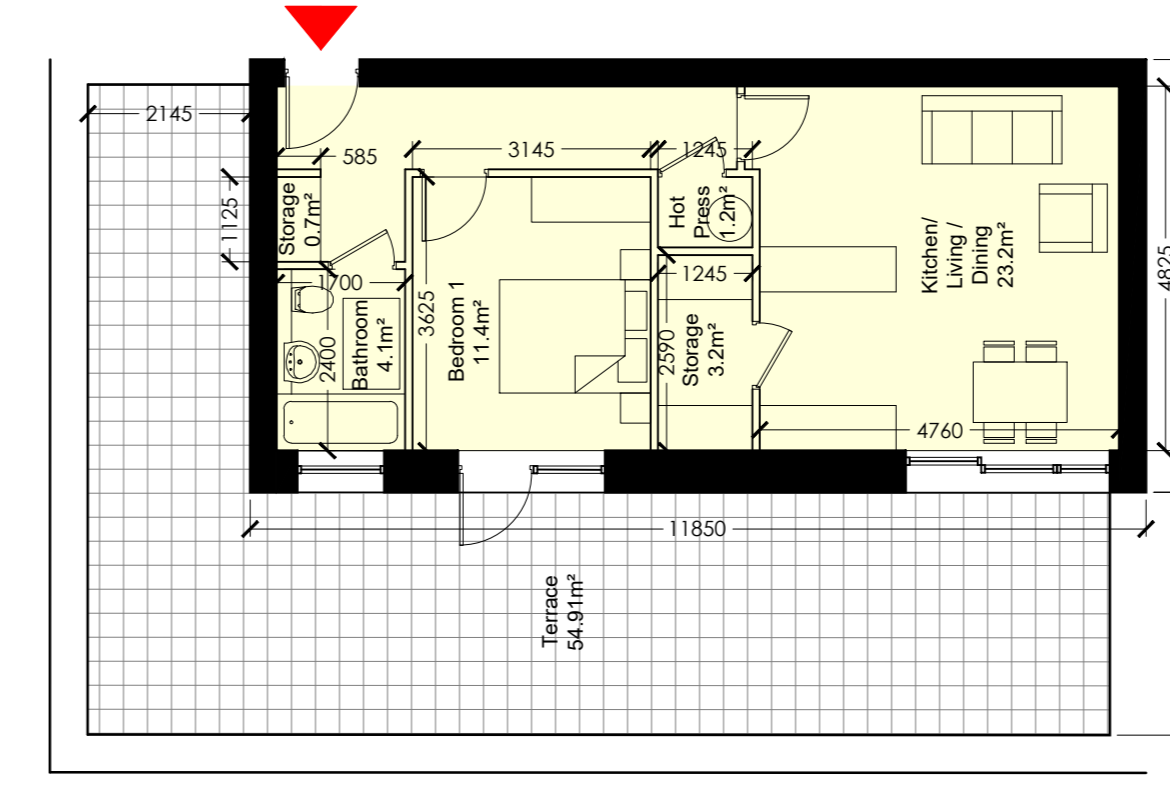 2145
585
3145
1245
1125
Storage
0.7m²
Hot
Press
1.2m²
Kitchen/
Living /
Dining
23.2m²
4825
1700
1245
3625
Bedroom 1
11.4m²
2400
Bathroom
4.1m²
2590
Storage
3.2m²
4760
11850
Terrace
54.91m²